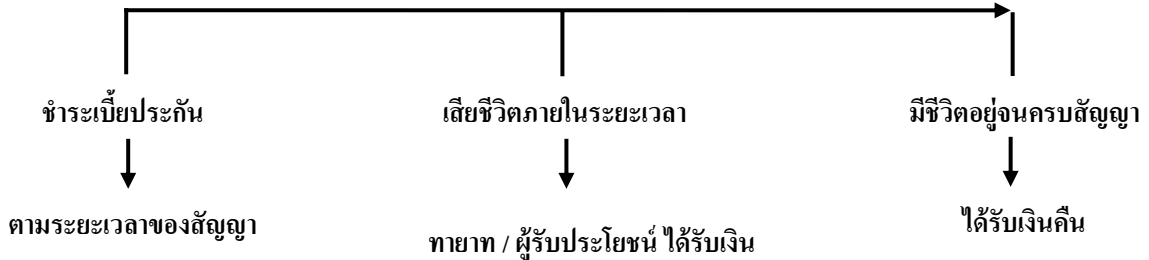 ชำระเบี้ยประกัน
เสียชีวิตภายในระยะเวลา
มีชีวิตอยู่จนครบสัญญา
ตามระยะเวลาของสัญญา
ทายาท / ผู้รับประโยชน์ ได้รับเงิน
ได้รับเงินคืน